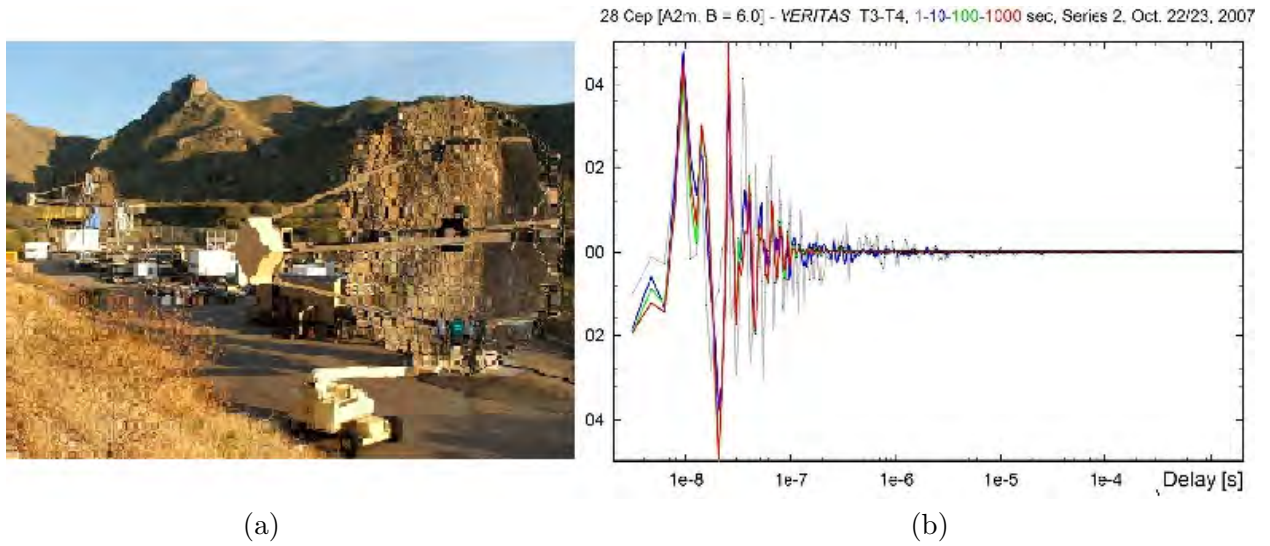 28 Cep [A2m, B = 6.0] - VERITAS T3-T4, 1-10-100-1000 sec, Series 2, Oct. 22/23, 2007
04
02
00
02
04
1e-8 1e-7 1e-6 1e-5 1e-4 Delay [s]
(a) (b)